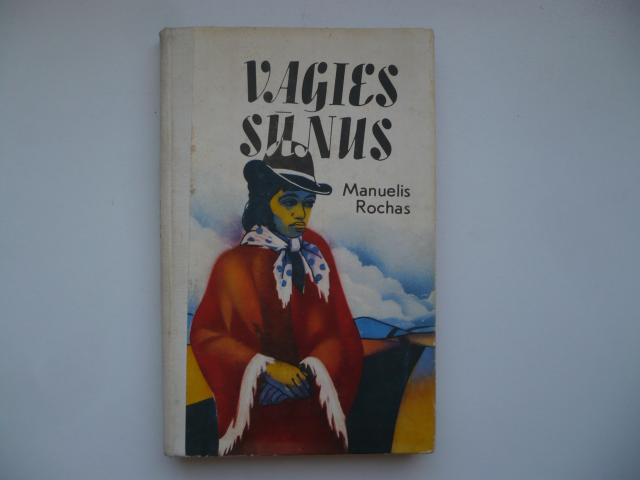 VAGIES
SŪNUS
Manuelis
Rochas